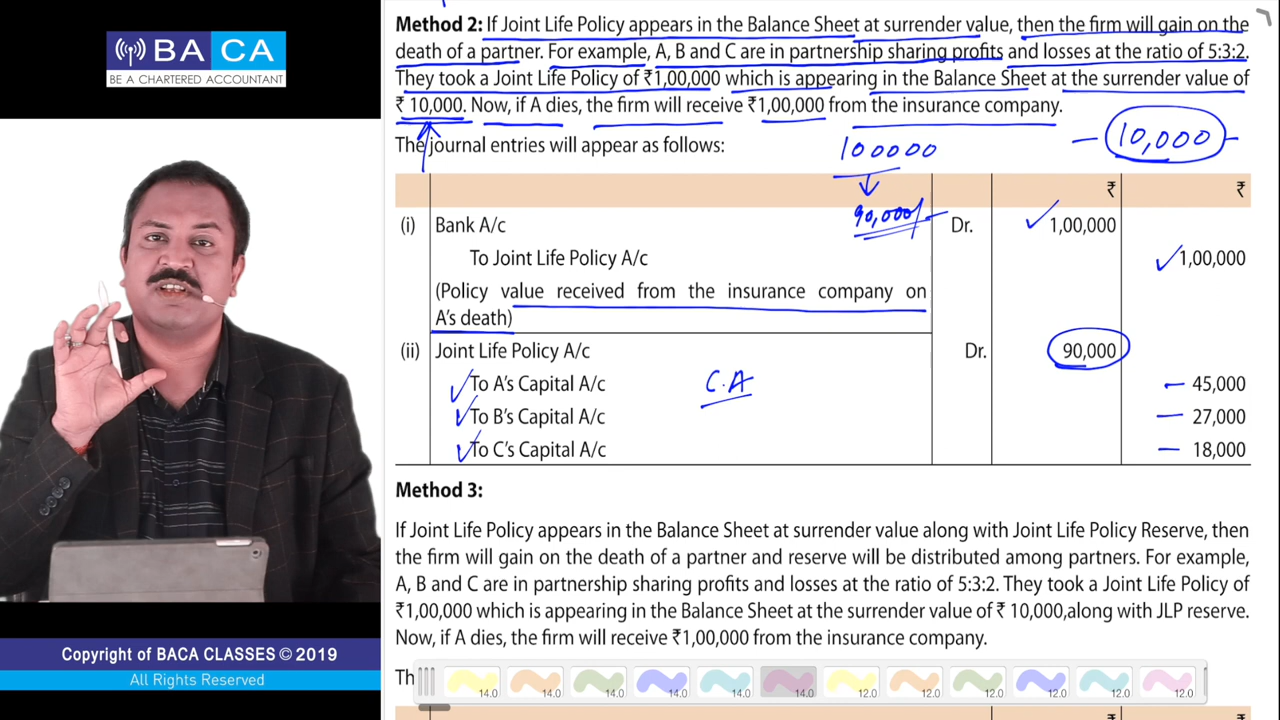 BACA
BE A CHARTERED ACCOUNTANT
Method 2: If Joint Life Policy appears in the Balance Sheet at surrender value, then the firm will gain on the
death of a partner. For example, A, B and C are in partnership sharing profits and losses at the ratio of 5:3:2.
They took a Joint Life Policy of ₹1,00,000 which is appearing in the Balance Sheet at the surrender value of
₹ 10,000. Now, if A dies, the firm will receive ₹1,00,000 from the insurance company.
10,000
The journal entries will appear as follows:
100000
₹ ₹
90,000/-
(i) Bank A/c Dr. 1,00,000
To Joint Life Policy A/c 1,00,000
(Policy value received from the insurance company on
A's death)
(ii) Joint Life Policy A/c Dr. 90,000
To A's Capital A/c C.A 45,000
To B's Capital A/c 27,000
To C's Capital A/c 18,000
Method 3:
If Joint Life Policy appears in the Balance Sheet at surrender value along with Joint Life Policy Reserve, then
the firm will gain on the death of a partner and reserve will be distributed among partners. For example,
A, B and C are in partnership sharing profits and losses at the ratio of 5:3:2. They took a Joint Life Policy of
₹1,00,000 which is appearing in the Balance Sheet at the surrender value of ₹ 10,000,along with JLP reserve.
Now, if A dies, the firm will receive ₹1,00,000 from the insurance company.
Th
14.0 14.0 14.0 14.0 14.0 14.0 12.0 12.0 12.0 12.0 12.0 12.0
₹ ₹
Copyright of BACA CLASSES © 2019
All Rights Reserved